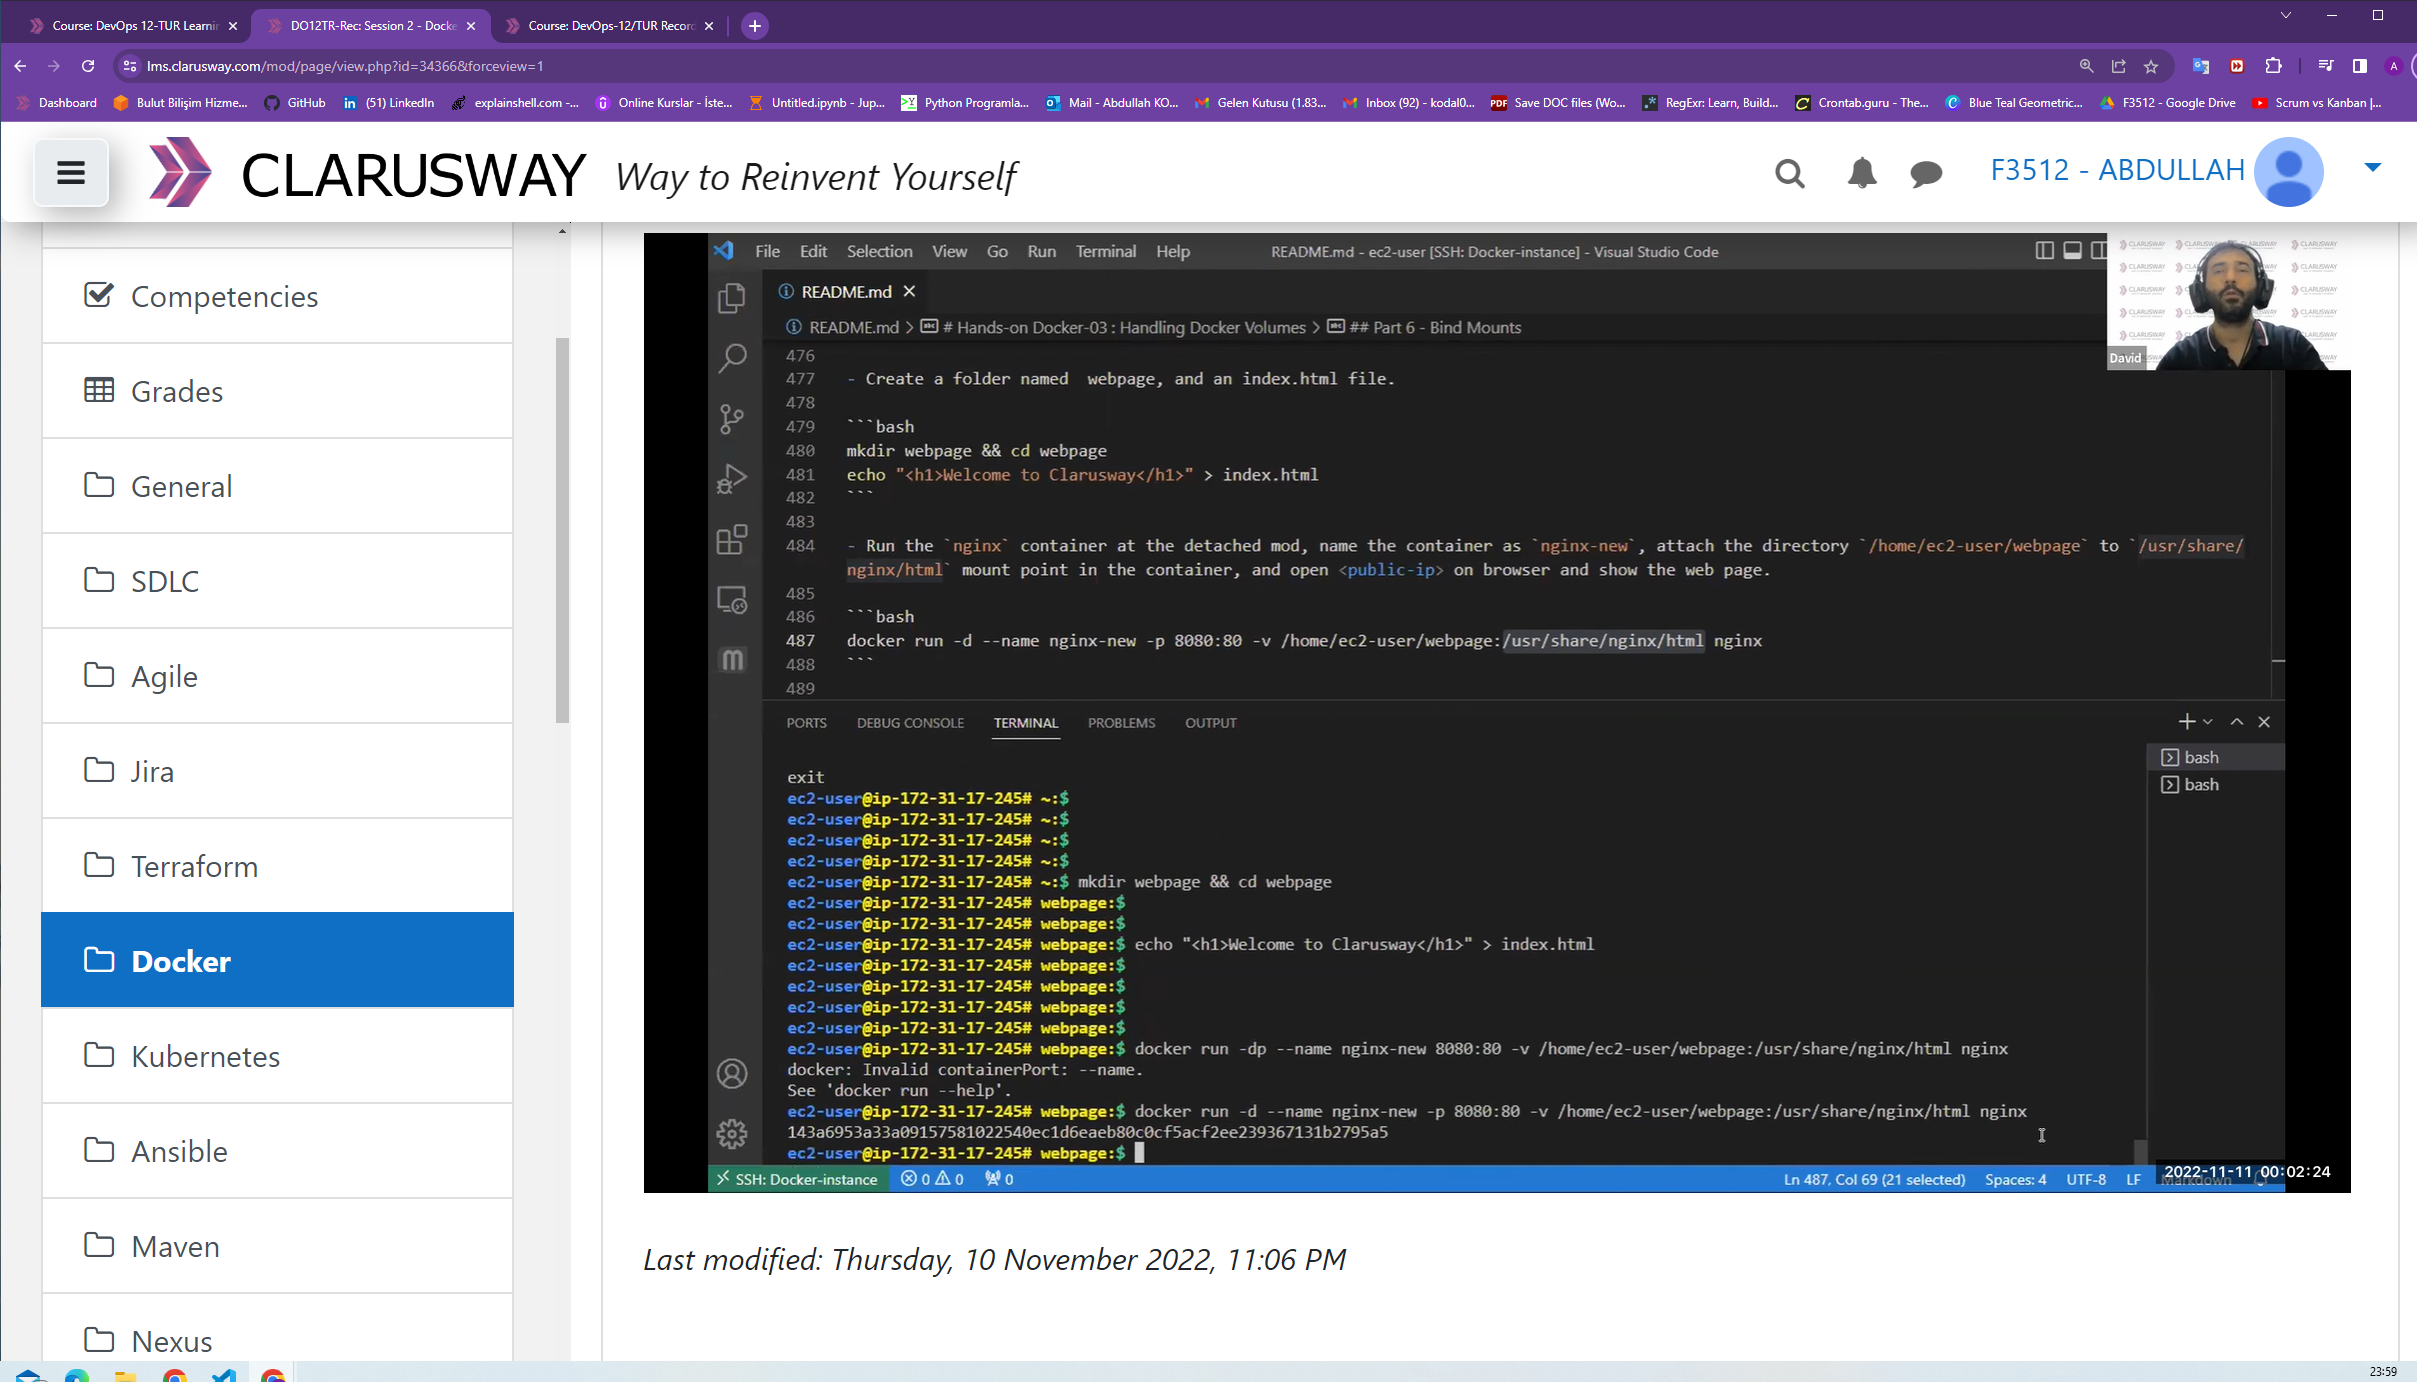 Course: DevOps 12-TUR Learnin
DO12TR-Rec: Session 2 - Docke
Course: DevOps-12/TUR Record
lms.clarusway.com/mod/page/view.php?id=34366&forceview=1
Dashboard
Bulut Bilişim Hizme...
GitHub
(51) LinkedIn
explainshell.com -...
Online Kurslar - İste...
Untitled.ipynb - Jup...
Python Programla...
Mail - Abdullah KO...
Gelen Kutusu (1.83...
Inbox (92) - kodal0...
PDF Save DOC files (Wo...
RegExr: Learn, Build...
Crontab.guru - The...
Blue Teal Geometric...
F3512 - Google Drive
Scrum vs Kanban |...
CLARUSWAY Way to Reinvent Yourself
F3512 - ABDULLAH
Competencies
Grades
General
SDLC
Agile
Jira
Terraform
Docker
Kubernetes
Ansible
Maven
Nexus
File Edit Selection View Go Run Terminal Help README.md - ec2-user [SSH: Docker-instance] - Visual Studio Code
README.md
README.md > # Hands-on Docker-03 : Handling Docker Volumes > ## Part 6 - Bind Mounts
David
476
477 - Create a folder named  webpage, and an index.html file.
478
479 ```bash
480 mkdir webpage && cd webpage
481 echo "<h1>Welcome to Clarusway</h1>" > index.html
482 ```
483
484 - Run the `nginx` container at the detached mod, name the container as `nginx-new`, attach the directory `/home/ec2-user/webpage` to `/usr/share/
nginx/html` mount point in the container, and open <public-ip> on browser and show the web page.
485
486 ```bash
487 docker run -d --name nginx-new -p 8080:80 -v /home/ec2-user/webpage:/usr/share/nginx/html nginx
488 ```
489
PORTS DEBUG CONSOLE TERMINAL PROBLEMS OUTPUT
bash
bash
exit
ec2-user@ip-172-31-17-245# ~:$
ec2-user@ip-172-31-17-245# ~:$
ec2-user@ip-172-31-17-245# ~:$
ec2-user@ip-172-31-17-245# ~:$
ec2-user@ip-172-31-17-245# ~:$ mkdir webpage && cd webpage
ec2-user@ip-172-31-17-245# webpage:$
ec2-user@ip-172-31-17-245# webpage:$
ec2-user@ip-172-31-17-245# webpage:$ echo "<h1>Welcome to Clarusway</h1>" > index.html
ec2-user@ip-172-31-17-245# webpage:$
ec2-user@ip-172-31-17-245# webpage:$
ec2-user@ip-172-31-17-245# webpage:$
ec2-user@ip-172-31-17-245# webpage:$
ec2-user@ip-172-31-17-245# webpage:$ docker run -dp --name nginx-new 8080:80 -v /home/ec2-user/webpage:/usr/share/nginx/html nginx
docker: Invalid containerPort: --name.
See 'docker run --help'.
ec2-user@ip-172-31-17-245# webpage:$ docker run -d --name nginx-new -p 8080:80 -v /home/ec2-user/webpage:/usr/share/nginx/html nginx
143a6953a33a09157581022540ec1d6eaeb80c0cf5acf2ee239367131b2795a5
ec2-user@ip-172-31-17-245# webpage:$
SSH: Docker-instance 0 0 0 Ln 487, Col 69 (21 selected) Spaces: 4 UTF-8 LF Markdown
2022-11-11 00:02:24
Last modified: Thursday, 10 November 2022, 11:06 PM
23:59